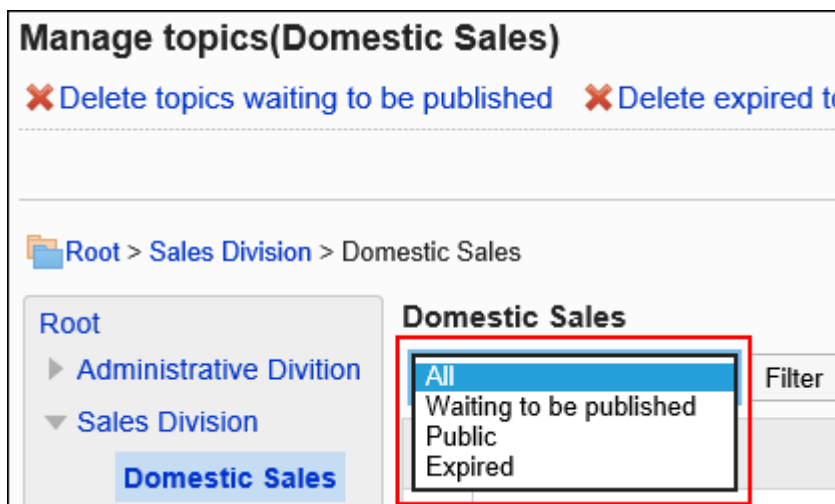 Manage topics(Domestic Sales)
Delete topics waiting to be published Delete expired
Root > Sales Division > Domestic Sales
Root
Administrative Divition
Sales Division
Domestic Sales
Domestic Sales
All
Waiting to be published
Public
Expired
Filter